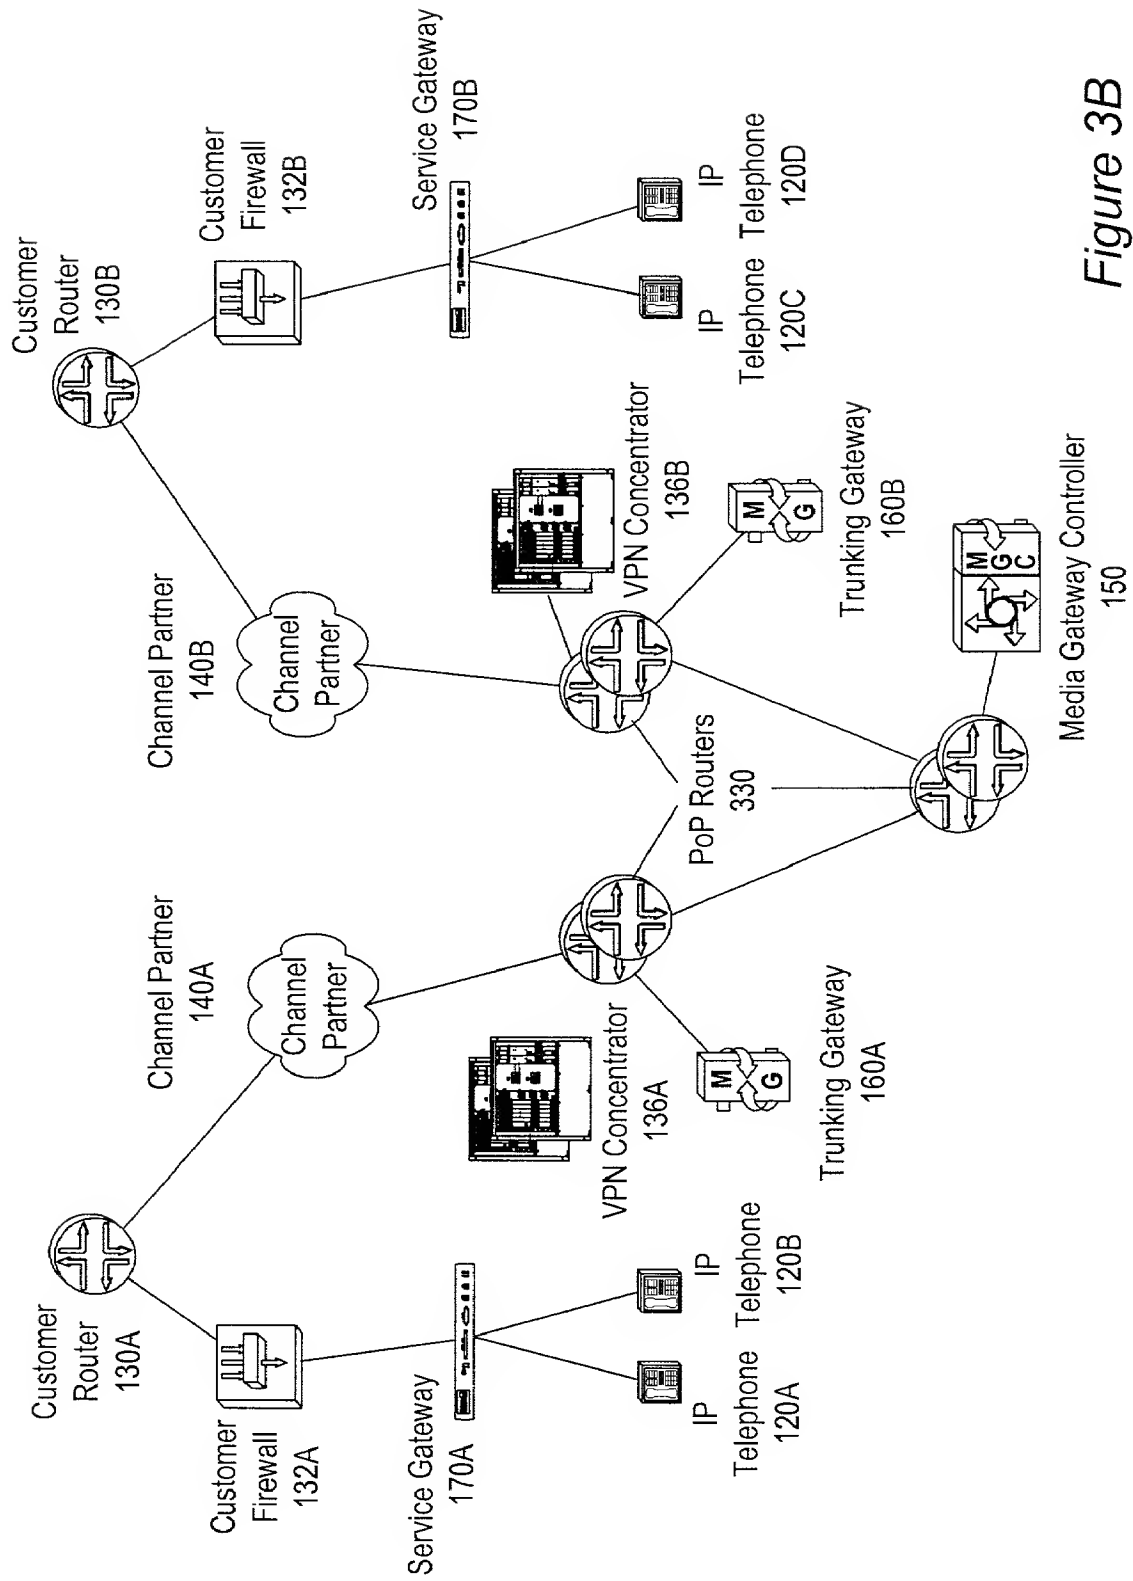 Customer
Router
130A
Customer
Firewall
132A
Service Gateway
170A
IP
Telephone
120A
IP
Telephone
120B
Channel Partner
140A
Channel
Partner
VPN Concentrator
136A
M
G
Trunking Gateway
160A
PoP Routers
330
Channel Partner
140B
Channel
Partner
VPN Concentrator
136B
M
G
Trunking Gateway
160B
M
G
C
Media Gateway Controller
150
Customer
Router
130B
Customer
Firewall
132B
Service Gateway
170B
IP
Telephone
120C
IP
Telephone
120D
Figure 3B